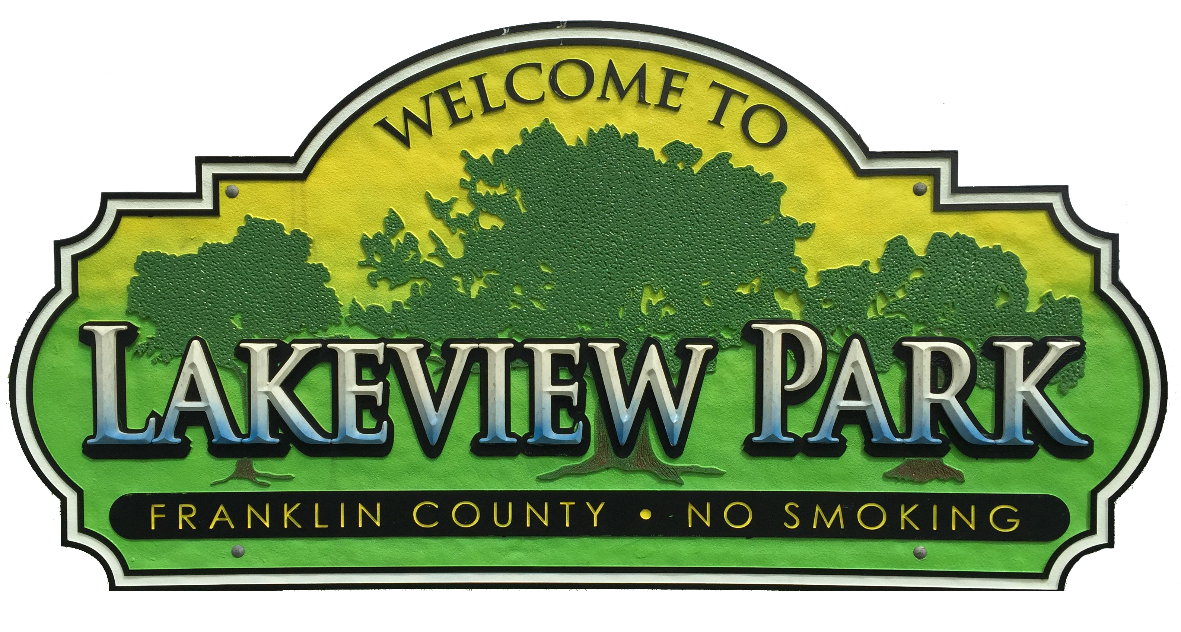 WELCOME TO
LAKEVIEW PARK
FRANKLIN COUNTY • NO SMOKING